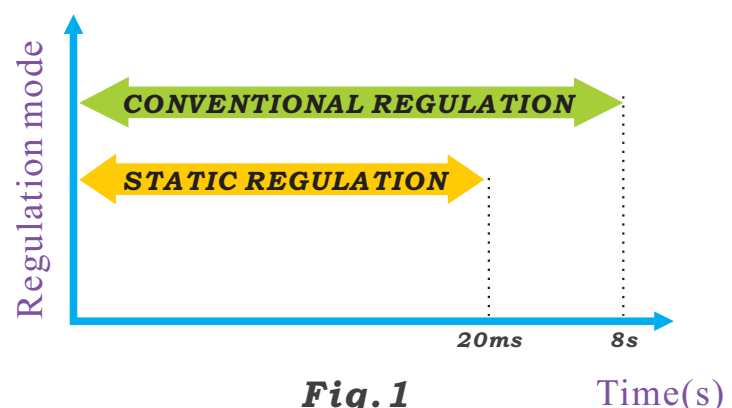 Regulation mode
CONVENTIONAL REGULATION
STATIC REGULATION
20ms
8s
Fig.1
Time(s)